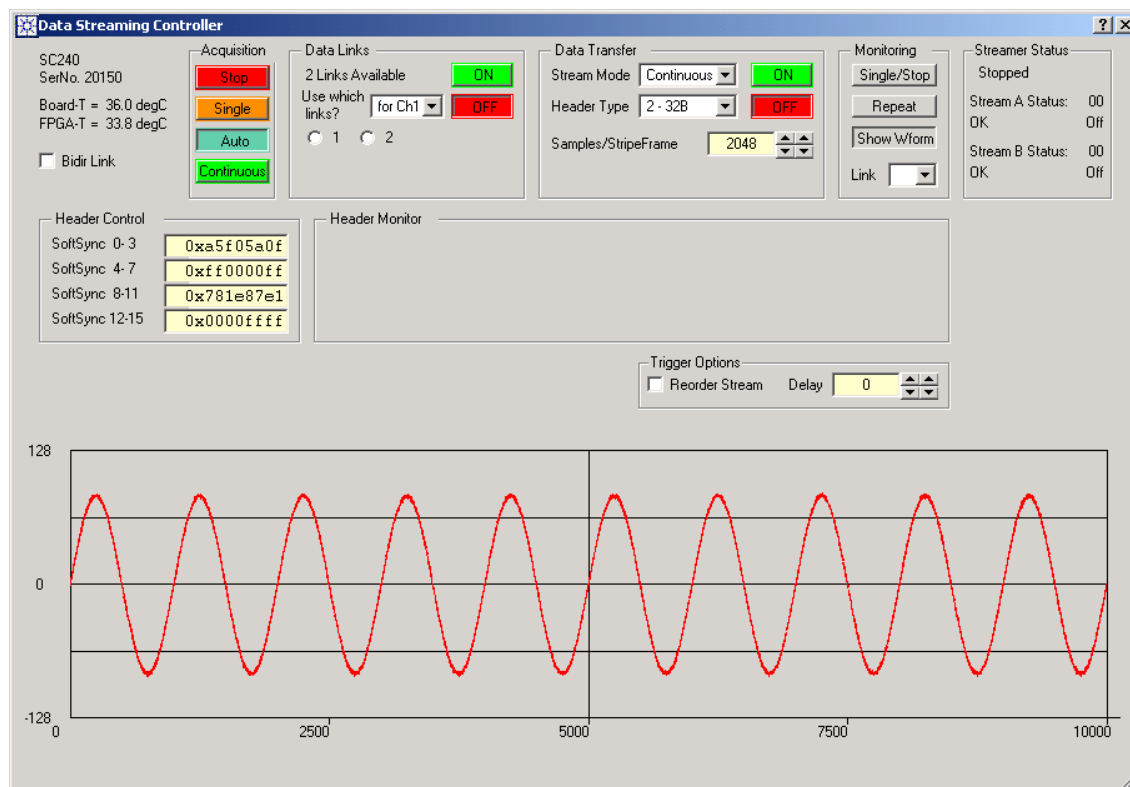 Data Streaming Controller
SC240
SerNo. 20150
Board-T = 36.0 degC
FPGA-T = 33.8 degC
Bidir Link
Acquisition
Stop
Single
Auto
Continuous
Data Links
2 Links Available ON
Use which links? for Ch1 OFF
1 2
Data Transfer
Stream Mode Continuous ON
Header Type 2 - 32B OFF
Samples/StripeFrame 2048
Monitoring
Single/Stop
Repeat
Show Wform
Link
Streamer Status
Stopped
Stream A Status: 00
OK Off
Stream B Status: 00
OK Off
Header Control
SoftSync 0- 3 0xa5f05a0f
SoftSync 4- 7 0xff0000ff
SoftSync 8-11 0x781e87e1
SoftSync 12-15 0x0000ffff
Header Monitor
Trigger Options
Reorder Stream Delay 0
128
0
-128
0 2500 5000 7500 10000